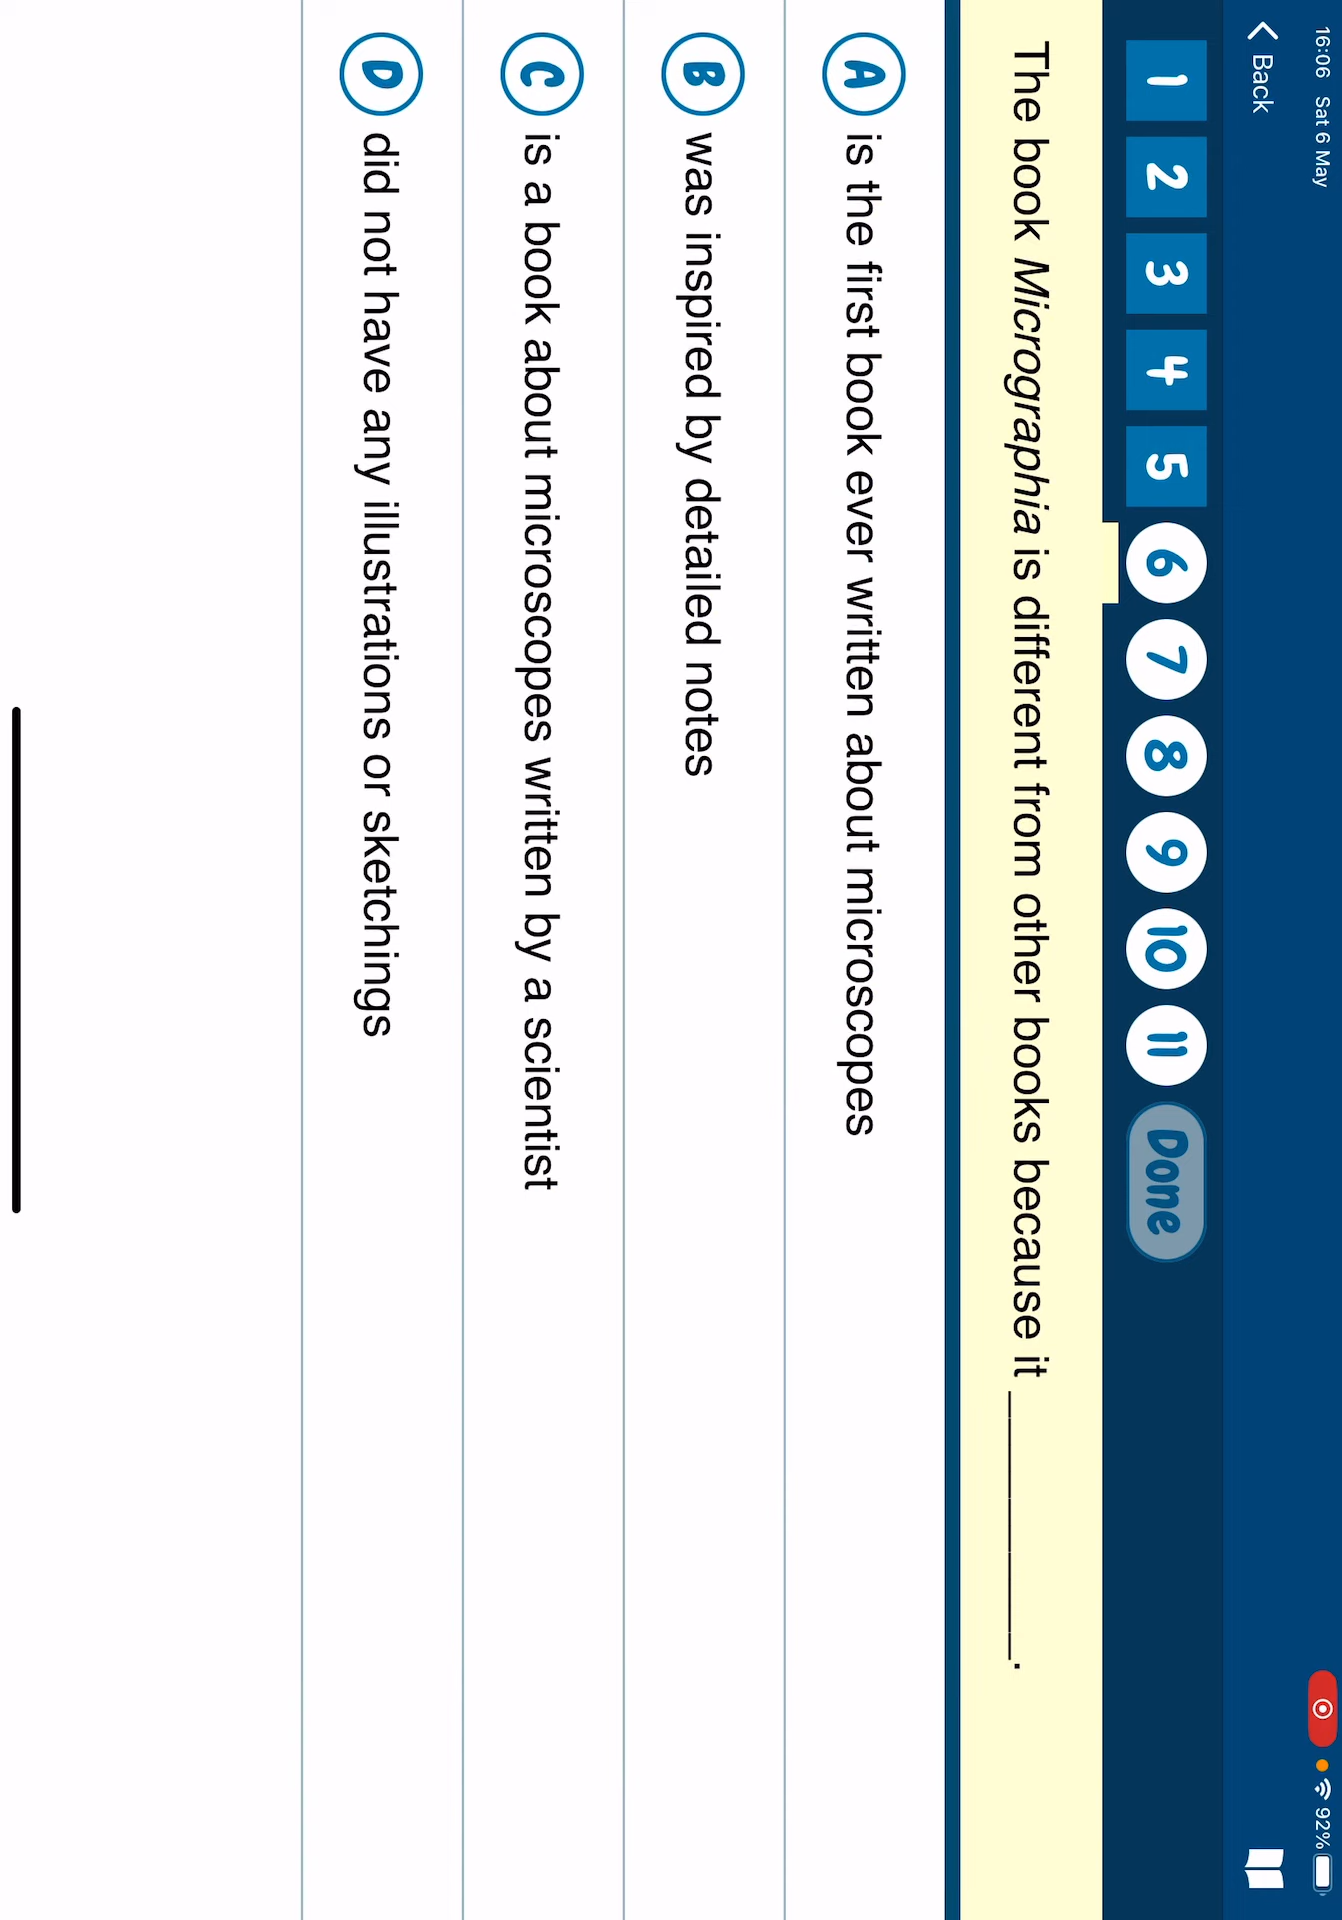 16:06 Sat 6 May
92%
Back
1 2 3 4 5 6 7 8 9 10 11 Done
The book Micrographia is different from other books because it ____________.
A is the first book ever written about microscopes
B was inspired by detailed notes
C is a book about microscopes written by a scientist
D did not have any illustrations or sketchings